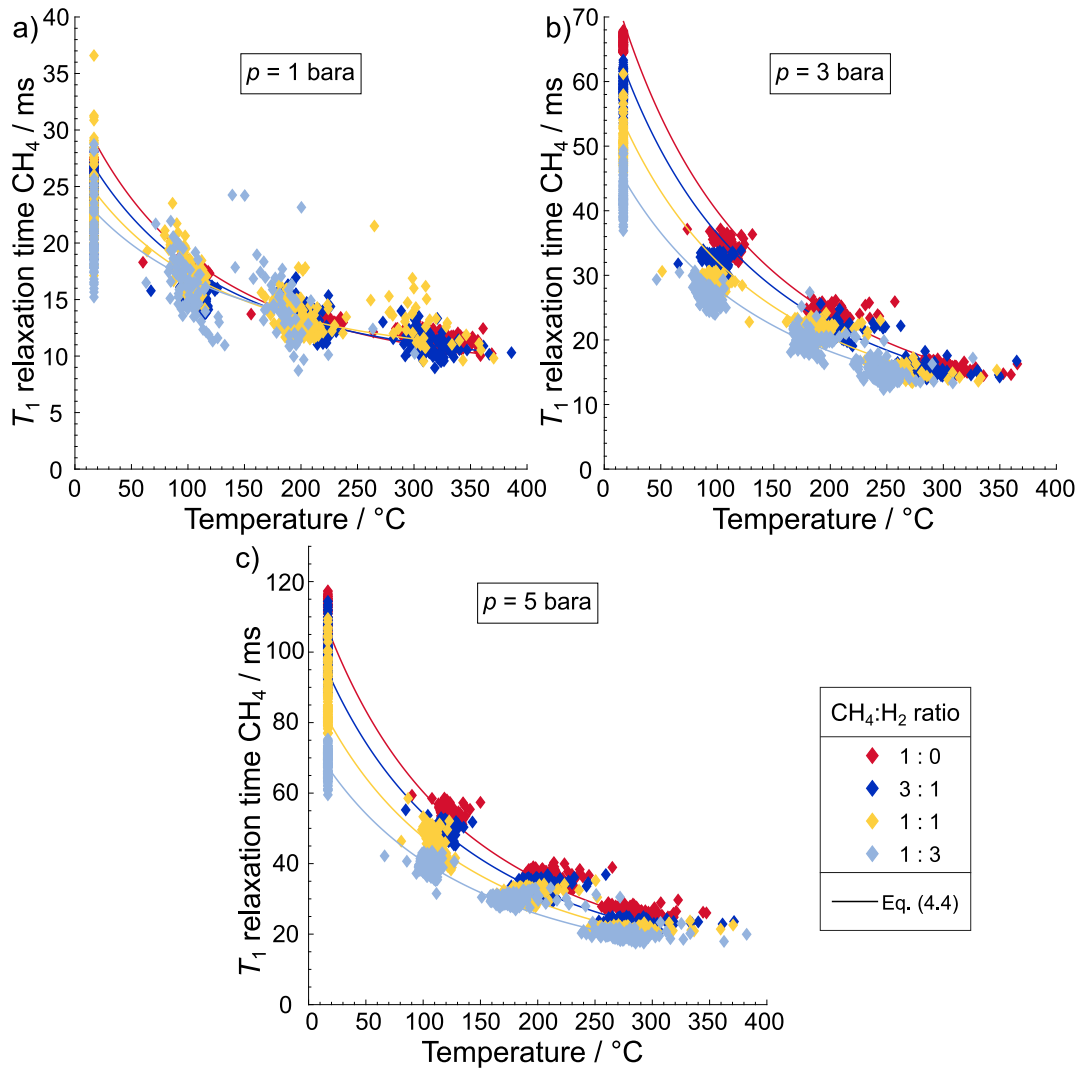 a)
p = 1 bara
T1 relaxation time CH4 / ms
40
35
30
25
20
15
10
5
0
0 50 100 150 200 250 300 350 400
Temperature / °C
b)
p = 3 bara
T1 relaxation time CH4 / ms
70
60
50
40
30
20
10
0
0 50 100 150 200 250 300 350 400
Temperature / °C
c)
p = 5 bara
T1 relaxation time CH4 / ms
120
100
80
60
40
20
0
0 50 100 150 200 250 300 350 400
Temperature / °C
CH4:H2 ratio
1 : 0
3 : 1
1 : 1
1 : 3
Eq. (4.4)